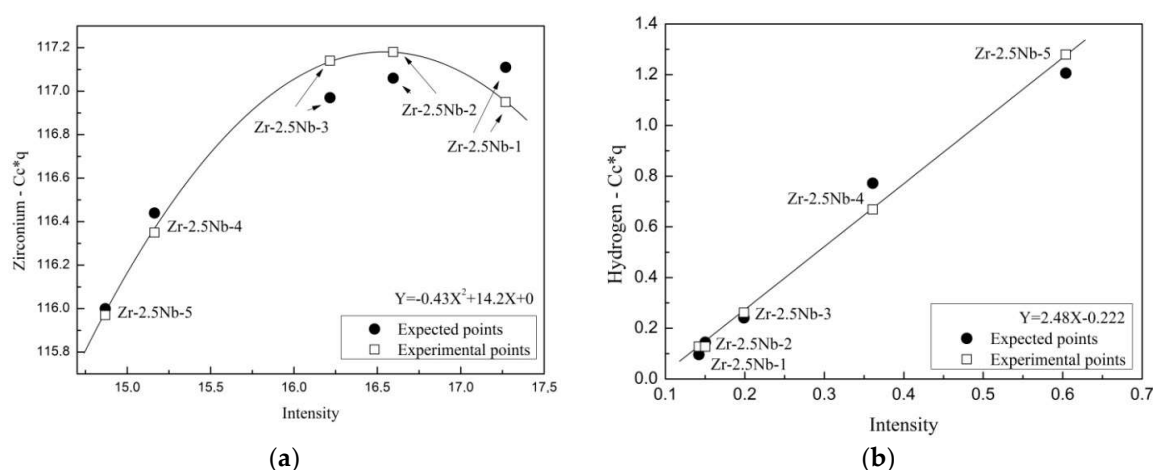 117.2
117.0
116.8
116.4
116.0
115.8
Zirconium - Cc*q
Zr-2.5Nb-3
Zr-2.5Nb-2
Zr-2.5Nb-1
Zr-2.5Nb-4
Zr-2.5Nb-5
Y=-0.43X²+14.2X+0
Expected points
Experimental points
15.0 15.5 16.0 16.5 17.0 17.5
Intensity
(a)
1.4
1.2
1.0
0.8
0.6
0.4
0.2
0.0
Hydrogen - Cc*q
Zr-2.5Nb-5
Zr-2.5Nb-4
Zr-2.5Nb-3
Zr-2.5Nb-2
Zr-2.5Nb-1
Y=2.48X-0.222
Expected points
Experimental points
0.1 0.2 0.3 0.4 0.5 0.6 0.7
Intensity
(b)